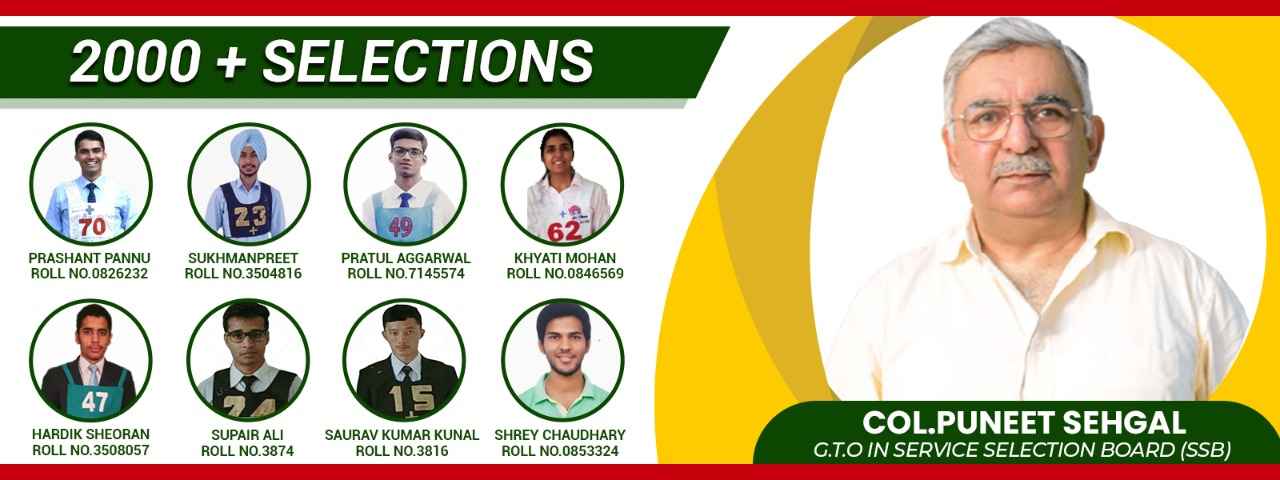 2000 + SELECTIONS
70
23
49
62
PRASHANT PANNU
ROLL NO.0826232
SUKHMANPREET
ROLL NO.3504816
PRATUL AGGARWAL
ROLL NO.7145574
KHYATI MOHAN
ROLL NO.0846569
47
24
15
HARDIK SHEORAN
ROLL NO.3508057
SUPAIR ALI
ROLL NO.3874
SAURAV KUMAR KUNAL
ROLL NO.3816
SHREY CHAUDHARY
ROLL NO.0853324
COL.PUNEET SEHGAL
G.T.O IN SERVICE SELECTION BOARD (SSB)